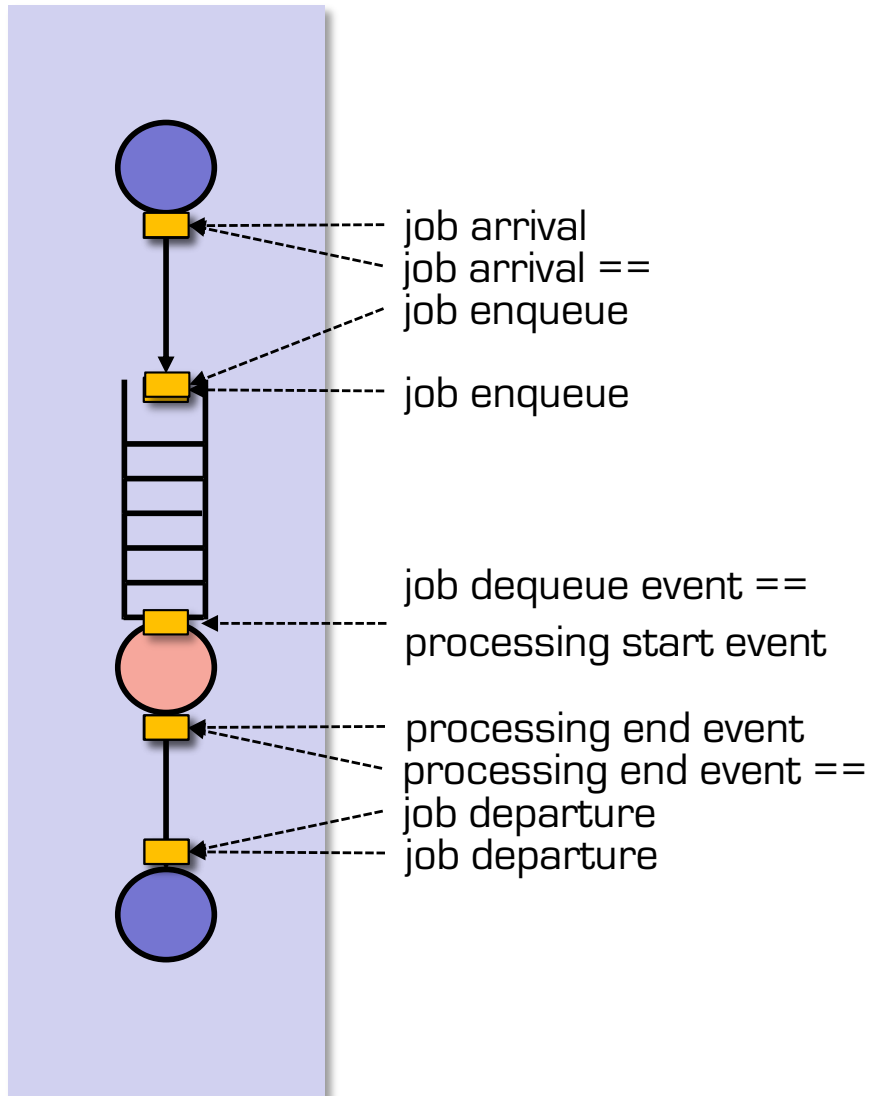 job arrival
job arrival ==
job enqueue
job enqueue
job dequeue event ==
processing start event
processing end event
processing end event ==
job departure
job departure